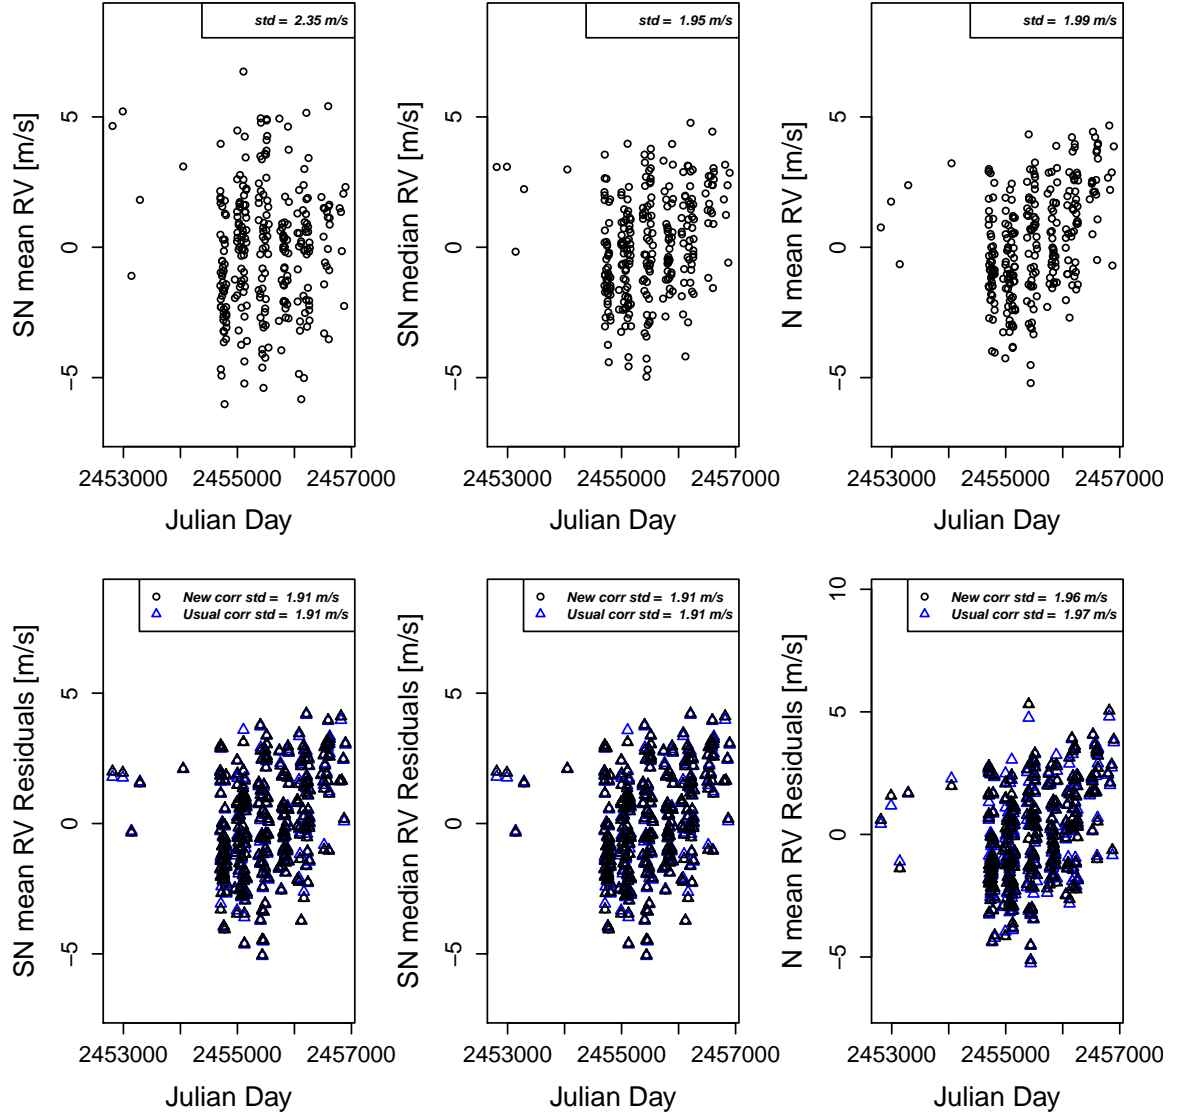 std = 2.35 m/s
SN mean RV [m/s]
5
0
−5
2453000 2455000 2457000
Julian Day
std = 1.95 m/s
SN median RV [m/s]
5
0
−5
2453000 2455000 2457000
Julian Day
std = 1.99 m/s
N mean RV [m/s]
5
0
−5
2453000 2455000 2457000
Julian Day
New corr std = 1.91 m/s
Usual corr std = 1.91 m/s
SN mean RV Residuals [m/s]
5
0
−5
2453000 2455000 2457000
Julian Day
New corr std = 1.91 m/s
Usual corr std = 1.91 m/s
SN median RV Residuals [m/s]
5
0
−5
2453000 2455000 2457000
Julian Day
New corr std = 1.96 m/s
Usual corr std = 1.97 m/s
N mean RV Residuals [m/s]
10
5
0
−5
2453000 2455000 2457000
Julian Day